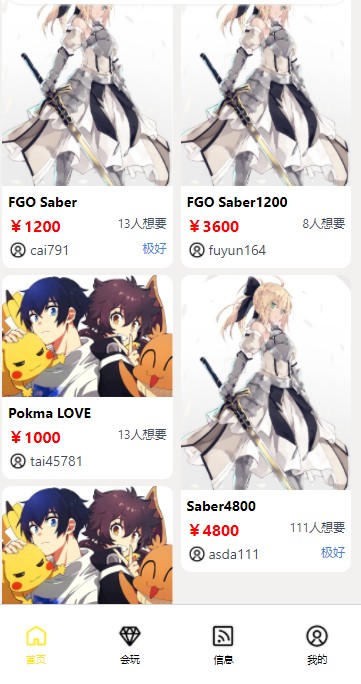 FGO Saber
￥1200 13人想要
cai791 极好
FGO Saber1200
￥3600 8人想要
fuyun164
Pokma LOVE
￥1000 13人想要
tai45781
Saber4800
￥4800 111人想要
asda111 极好
首页 会玩 信息 我的